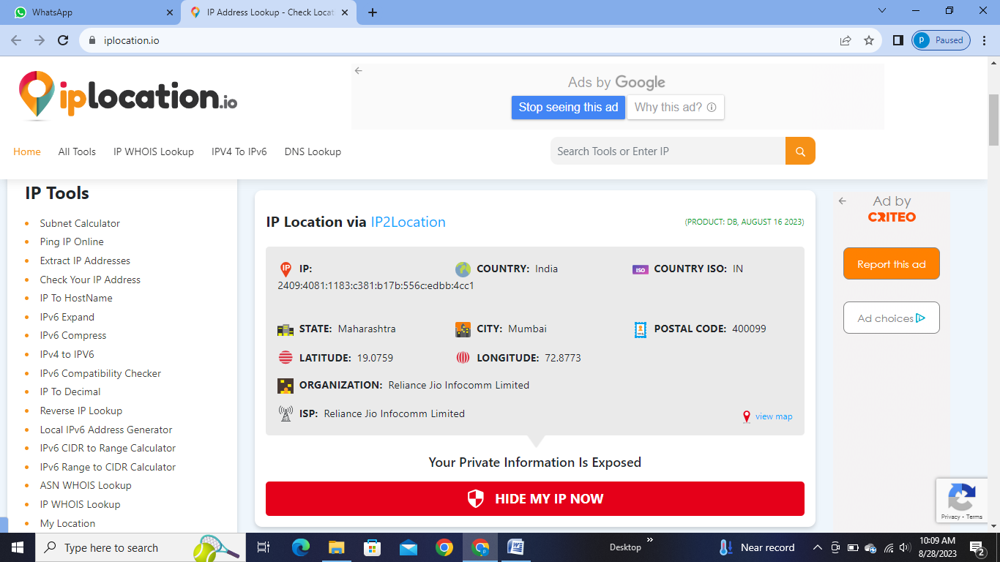 WhatsApp
IP Address Lookup - Check Locat
iplocation.io
p Paused
iplocation.io
Ads by Google
Stop seeing this ad
Why this ad?
Home
All Tools
IP WHOIS Lookup
IPV4 To IPv6
DNS Lookup
Search Tools or Enter IP
IP Tools
Subnet Calculator
Ping IP Online
Extract IP Addresses
Check Your IP Address
IP To HostName
IPv6 Expand
IPv6 Compress
IPv4 to IPV6
IPv6 Compatibility Checker
IP To Decimal
Reverse IP Lookup
Local IPv6 Address Generator
IPv6 CIDR to Range Calculator
IPv6 Range to CIDR Calculator
ASN WHOIS Lookup
IP WHOIS Lookup
My Location
IP Location via IP2Location
(PRODUCT: DB, AUGUST 16 2023)
IP IP:
2409:4081:1183:c381:b17b:556c:edbb:4cc1
COUNTRY: India
ISO COUNTRY ISO: IN
STATE: Maharashtra
CITY: Mumbai
MAIL POSTAL CODE: 400099
LATITUDE: 19.0759
LONGITUDE: 72.8773
ORGANIZATION: Reliance Jio Infocomm Limited
ISP: Reliance Jio Infocomm Limited
view map
Your Private Information Is Exposed
HIDE MY IP NOW
Ad by
CRITEO
Report this ad
Ad choices
Privacy - Terms
Type here to search
p
W
Desktop
»
Near record
10:09 AM
8/28/2023
2